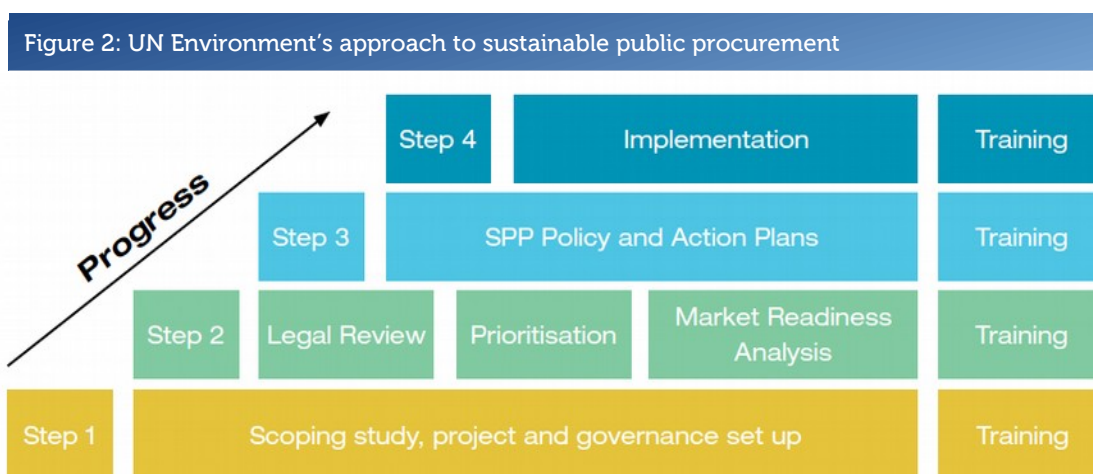 Figure 2: UN Environment's approach to sustainable public procurement
Progress
Step 4
Implementation
Training
Step 3
SPP Policy and Action Plans
Training
Step 2
Legal Review
Prioritisation
Market Readiness
Analysis
Training
Step 1
Scoping study, project and governance set up
Training